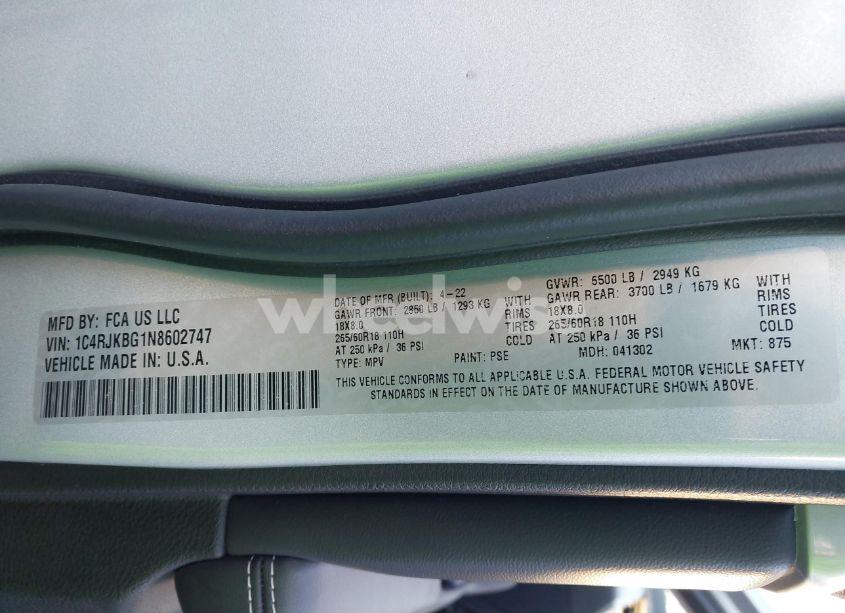 MFD BY: FCA US LLC
VIN: 1C4RJKBG1N8602747
VEHICLE MADE IN U.S.A.
DATE OF MFR (BUILT): 4-22
GAWR FRONT: 2850 LB / 1293 KG WITH
18X8.0 RIMS
265/60R18 110H TIRES
AT 250 kPa / 36 PSI COLD
TYPE: MPV PAINT: PSE
GVWR: 6500 LB / 2949 KG
GAWR REAR: 3700 LB / 1679 KG WITH
18X8.0 RIMS
265/60R18 110H TIRES
AT 250 kPa / 36 PSI COLD
MDH: 041302 MKT: 875
THIS VEHICLE CONFORMS TO ALL APPLICABLE U.S.A. FEDERAL MOTOR VEHICLE SAFETY
STANDARDS IN EFFECT ON THE DATE OF MANUFACTURE SHOWN ABOVE.
wheelwis